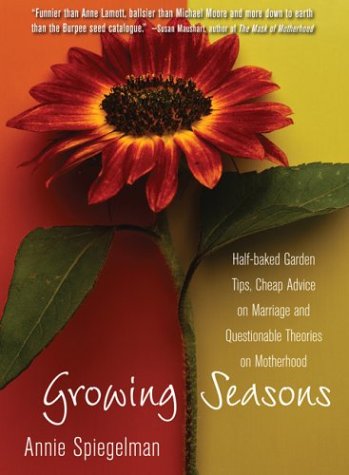 "Funnier than Anne Lamott, ballsier than Michael Moore and more down to earth
than the Burpee seed catalogue." –Susan Maushart, author of The Mask of Motherhood
Half-baked Garden
Tips, Cheap Advice
on Marriage and
Questionable Theories
on Motherhood
Growing Seasons
Annie Spiegelman